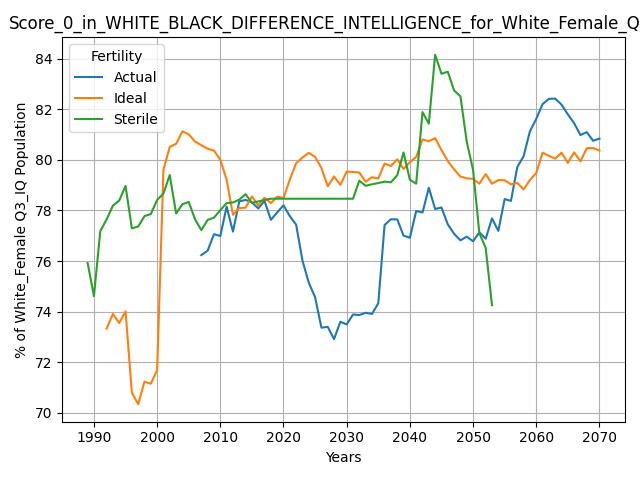 Score_0_in_WHITE_BLACK_DIFFERENCE_INTELLIGENCE_for_White_Female_Q
Fertility
Actual
Ideal
Sterile
% of White_Female Q3_IQ Population
84
82
80
78
76
74
72
70
1990 2000 2010 2020 2030 2040 2050 2060 2070
Years